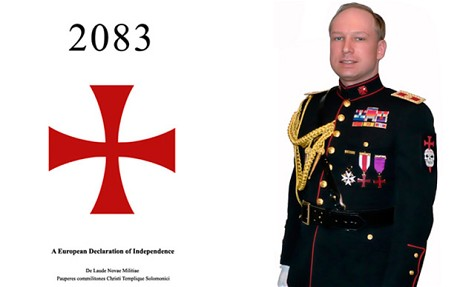 2083
A European Declaration of Independence
De Laude Novae Militiae
Pauperes commilitones Christi Templique Solomonici